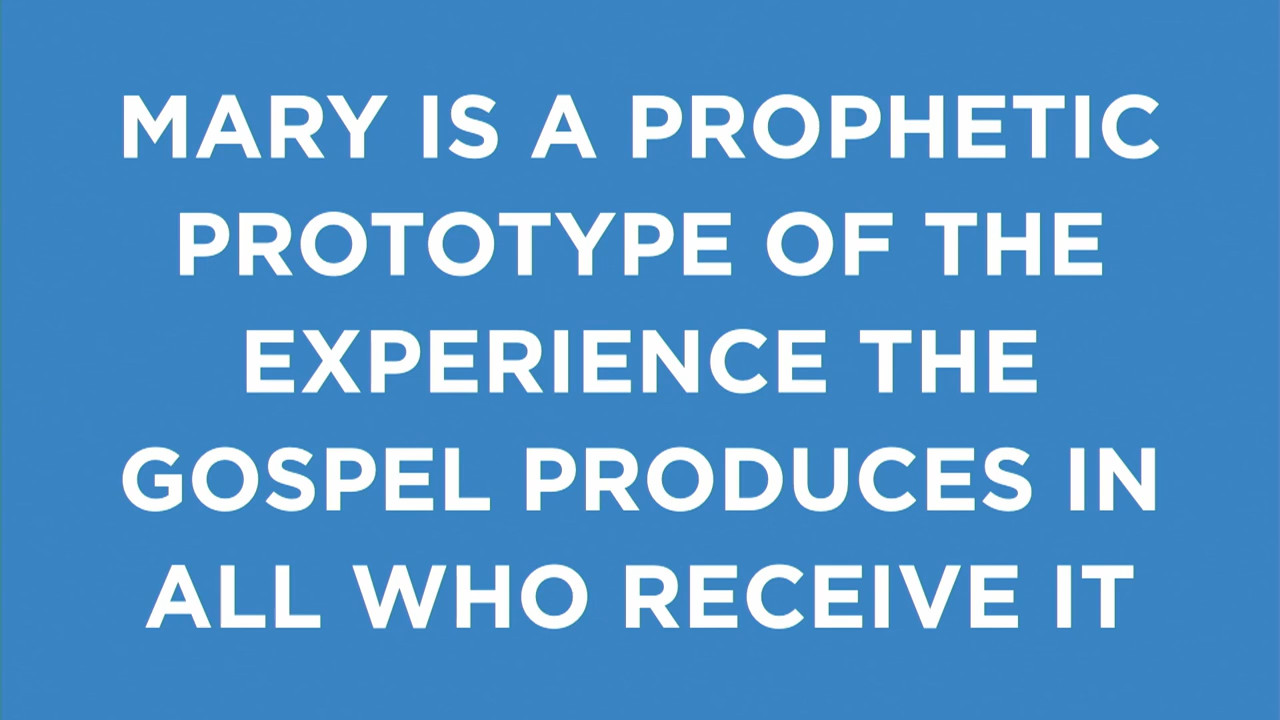 MARY IS A PROPHETIC
PROTOTYPE OF THE
EXPERIENCE THE
GOSPEL PRODUCES IN
ALL WHO RECEIVE IT